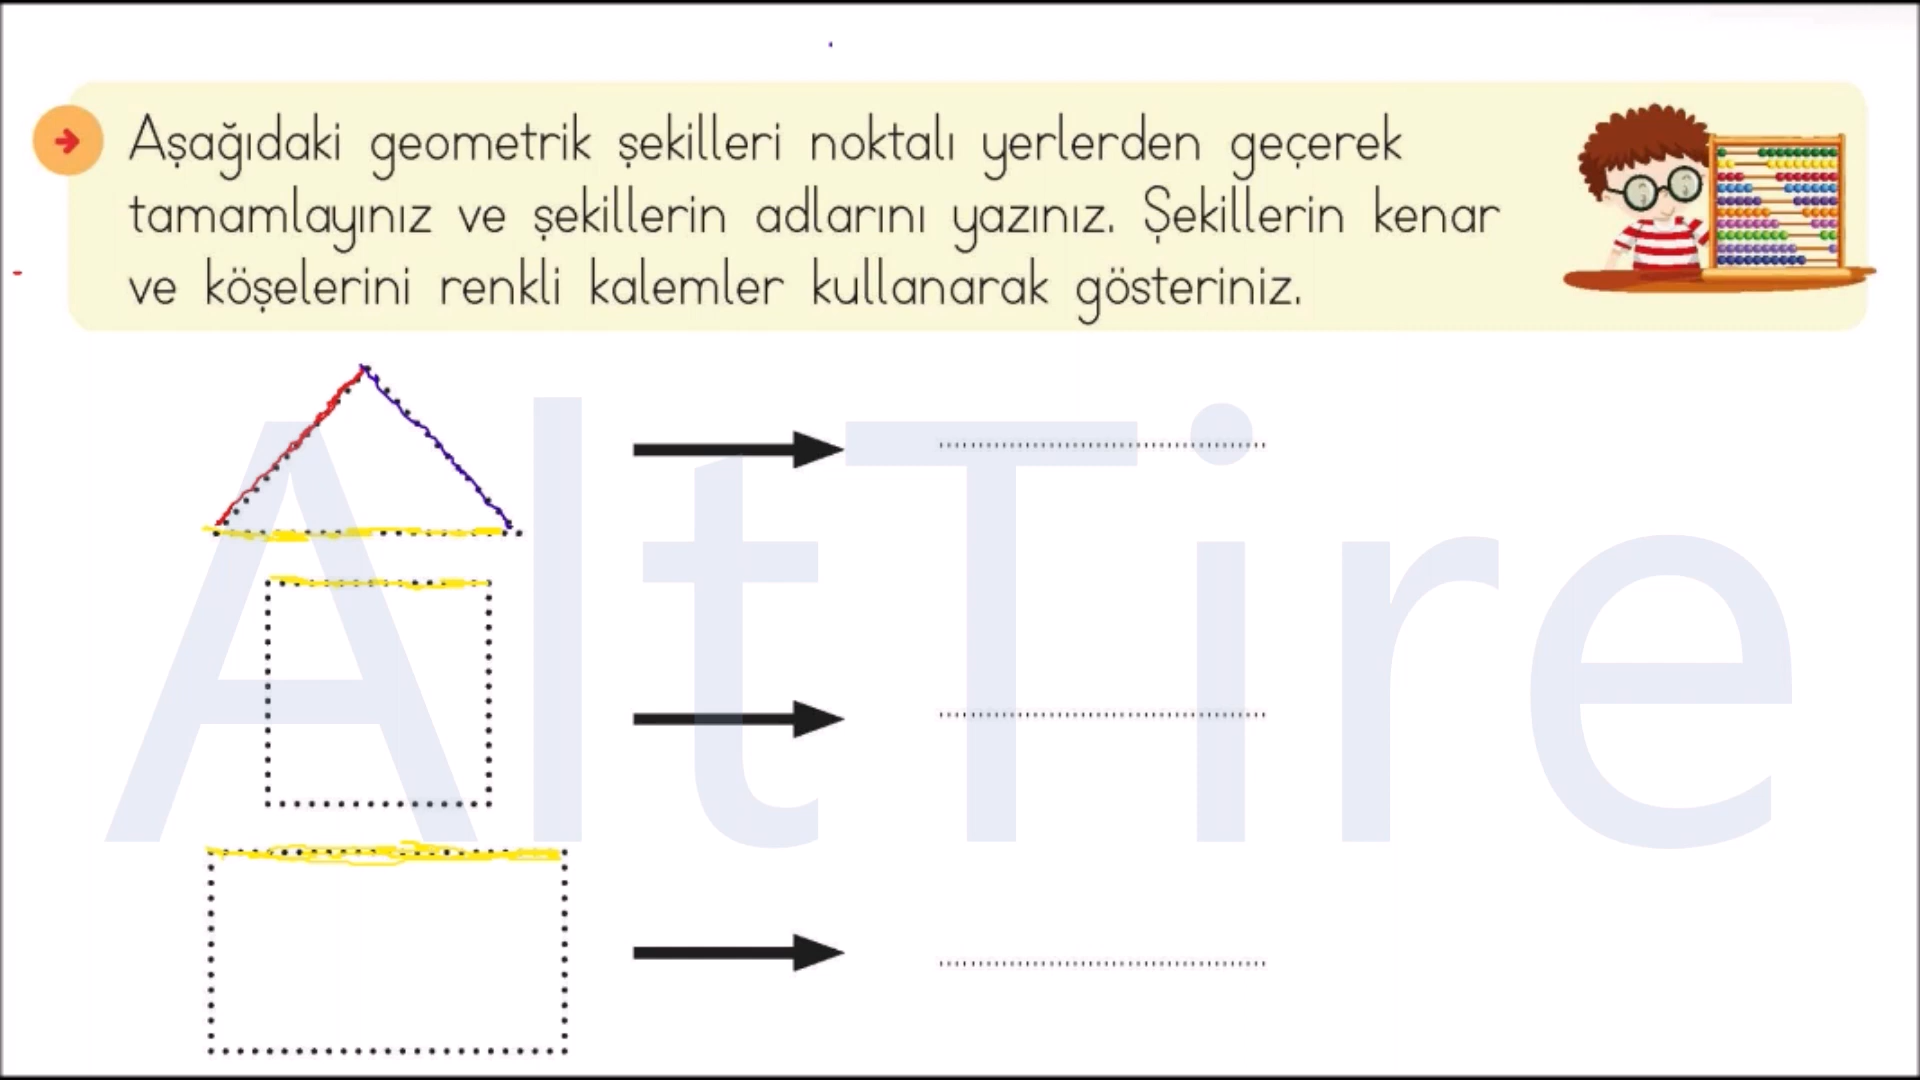 Aşağıdaki geometrik şekilleri noktalı yerlerden geçerek
tamamlayınız ve şekillerin adlarını yazınız. Şekillerin kenar
ve köşelerini renkli kalemler kullanarak gösteriniz.
AltTire